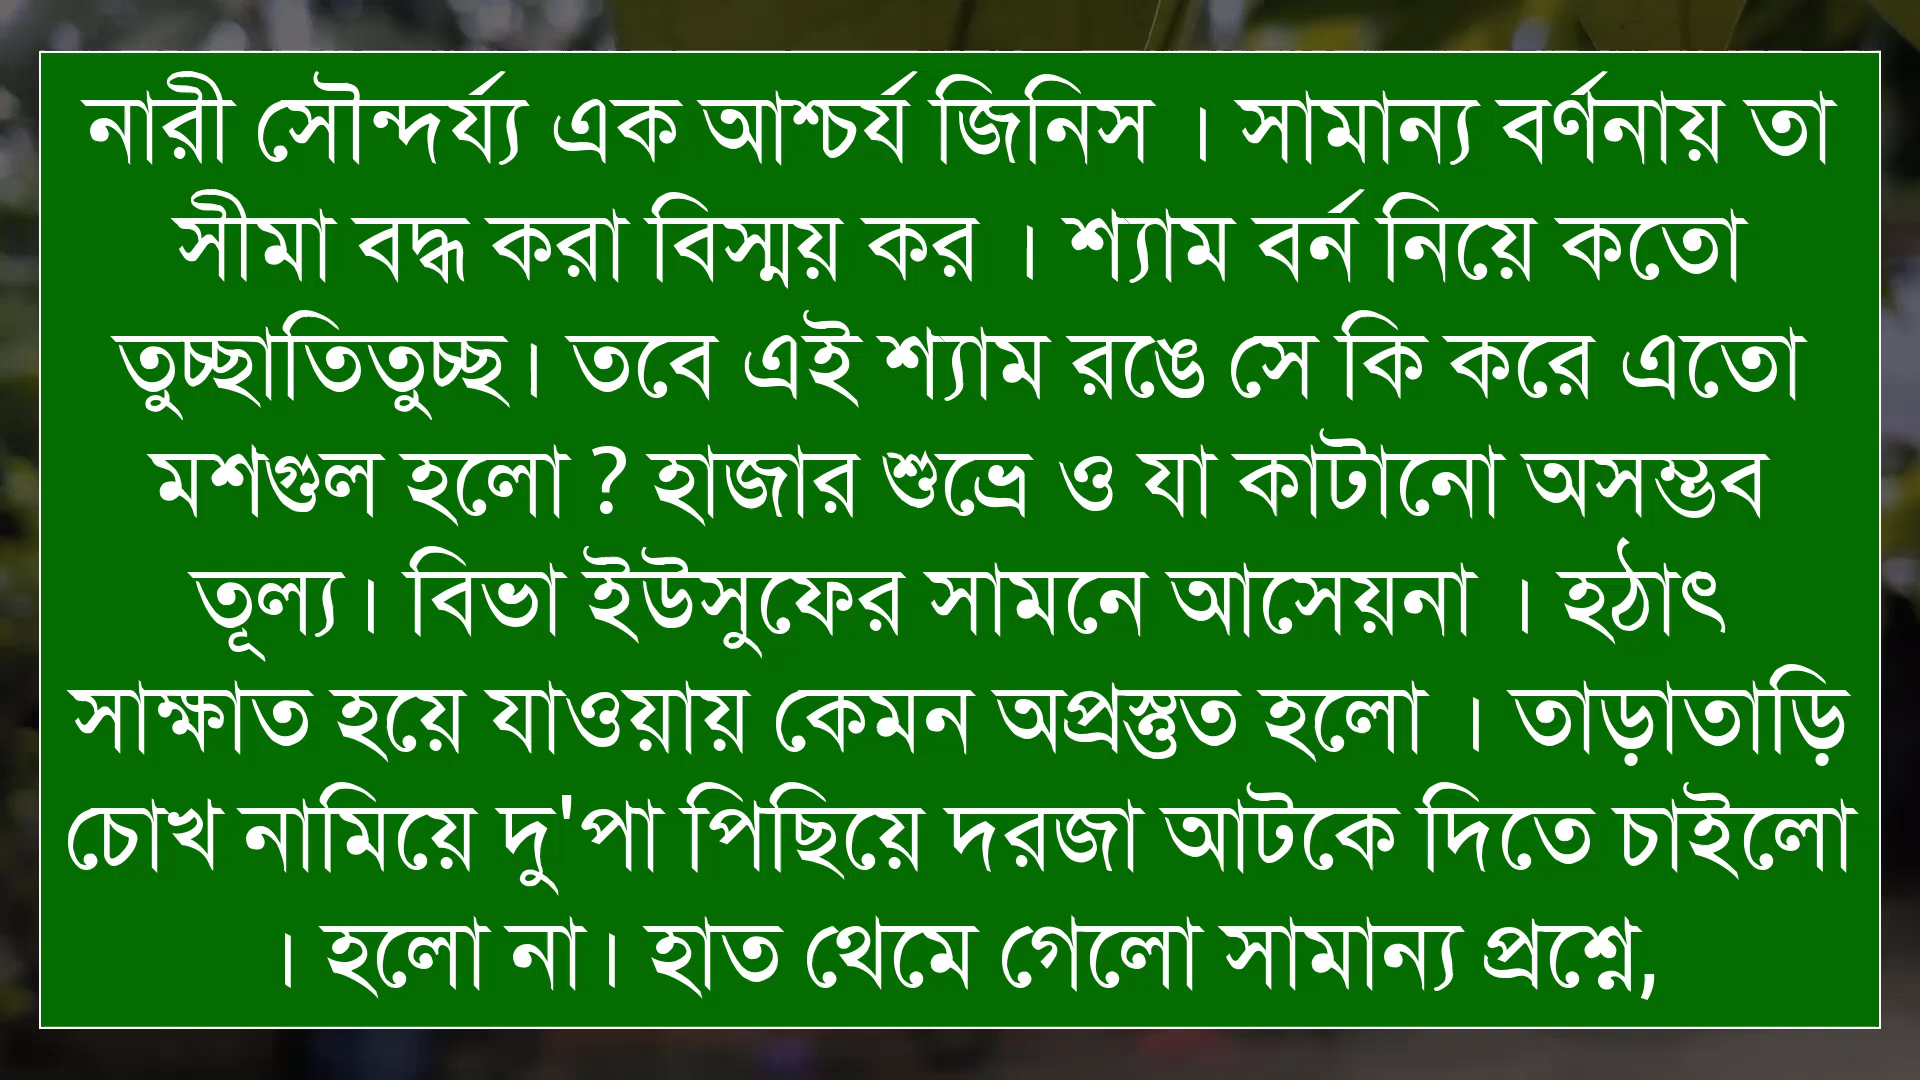 নারী সৌন্দর্য্য এক আশ্চর্য জিনিস । সামান্য বর্ণনায় তা
সীমা বদ্ধ করা বিস্ময় কর । শ্যাম বর্ন নিয়ে কতো
তুচ্ছাতিতুচ্ছ। তবে এই শ্যাম রঙে সে কি করে এতো
মশগুল হলো ? হাজার শুভ্রে ও যা কাটানো অসম্ভব
তূল্য। বিভা ইউসুফের সামনে আসেয়না । হঠাৎ
সাক্ষাত হয়ে যাওয়ায় কেমন অপ্রস্তুত হলো । তাড়াতাড়ি
চোখ নামিয়ে দু'পা পিছিয়ে দরজা আটকে দিতে চাইলো
। হলো না। হাত থেমে গেলো সামান্য প্রশ্নে,